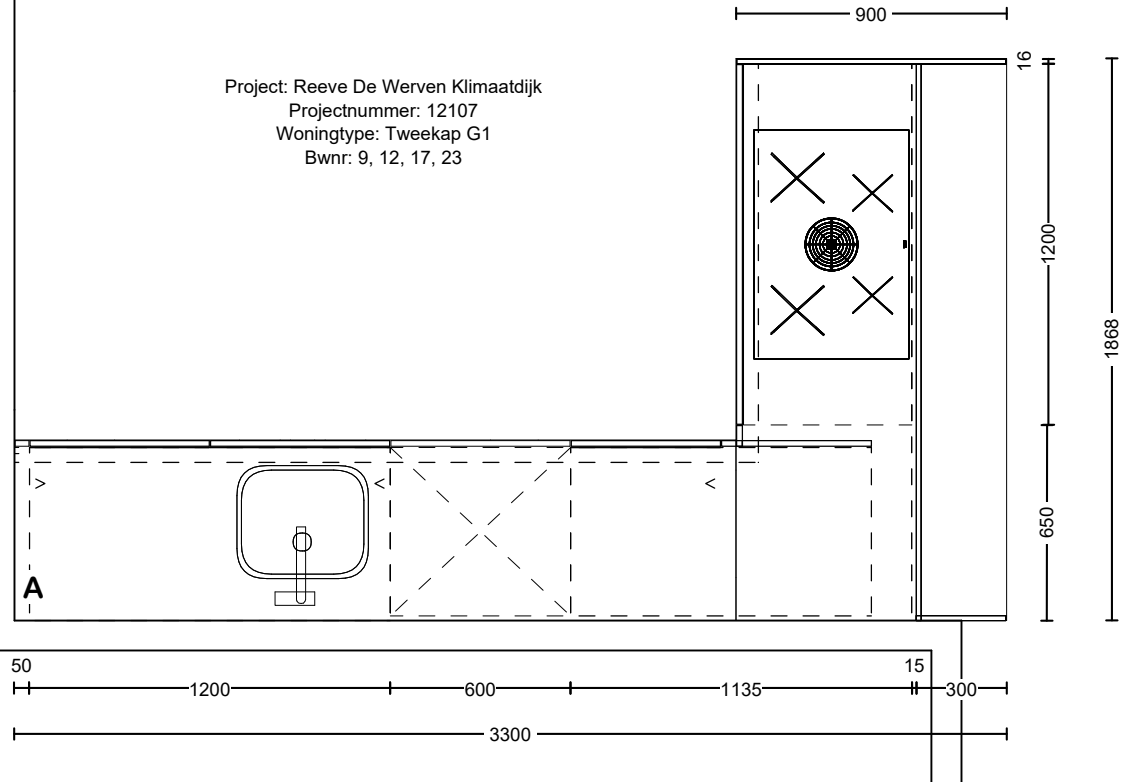 900
16
Project: Reeve De Werven Klimaatdijk
Projectnummer: 12107
Woningtype: Tweekap G1
Bwnr: 9, 12, 17, 23
1200
1868
> < <
650
A
50 15
1200 600 1135 300
3300